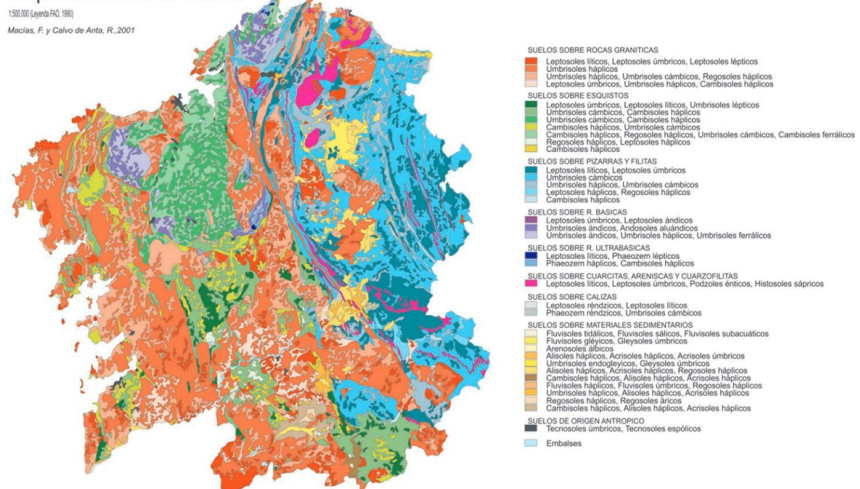 1:500.000 (Leyenda FAO, 1990)
Macías, F. y Calvo de Anta, R.,2001
SUELOS SOBRE ROCAS GRANITICAS
Leptosoles líticos, Leptosoles úmbricos, Leptosoles lépticos
Umbrisoles háplicos
Umbrisoles háplicos, Umbrisoles cámbicos, Regosoles háplicos
Leptosoles úmbricos, Umbrisoles háplicos, Cambisoles háplicos
SUELOS SOBRE ESQUISTOS
Leptosoles úmbricos, Leptosoles líticos, Umbrisoles lépticos
Umbrisoles cámbicos, Cambisoles háplicos
Umbrisoles cámbicos, Cambisoles háplicos
Cambisoles háplicos, Umbrisoles cámbicos
Cambisoles háplicos, Regosoles háplicos, Umbrisoles cámbicos, Cambisoles ferrálicos
Regosoles háplicos, Leptosoles háplicos
Cambisoles háplicos
SUELOS SOBRE PIZARRAS Y FILITAS
Leptosoles líticos, Leptosoles úmbricos
Umbrisoles cámbicos
Umbrisoles háplicos, Umbrisoles cámbicos
Leptosoles háplicos, Regosoles háplicos
Cambisoles háplicos
SUELOS SOBRE R. BASICAS
Leptosoles úmbricos, Leptosoles ándicos
Umbrisoles ándicos, Andosoles aluándicos
Umbrisoles ándicos, Umbrisoles háplicos, Umbrisoles ferrálicos
SUELOS SOBRE R. ULTRABASICAS
Leptosoles líticos, Phaeozem lépticos
Phaeozem háplicos, Cambisoles háplicos
SUELOS SOBRE CUARCITAS, ARENISCAS Y CUARZOFILITAS
Leptosoles líticos, Leptosoles úmbricos, Podzoles énticos, Histosoles sápricos
SUELOS SOBRE CALIZAS
Leptosoles réndzicos, Leptosoles líticos
Phaeozem réndzicos, Umbrisoles cámbicos
SUELOS SOBRE MATERIALES SEDIMENTARIOS
Fluvisoles tidálicos, Fluvisoles sálicos, Fluvisoles subacuáticos
Fluvisoles gléyicos, Gleysoles úmbricos
Arenosoles álbicos
Alisoles háplicos, Acrisoles háplicos, Acrisoles úmbricos
Umbrisoles endogleyicos, Gleysoles úmbricos
Alisoles háplicos, Acrisoles háplicos, Regosoles háplicos
Cambisoles háplicos, Alisoles háplicos, Acrisoles háplicos
Fluvisoles háplicos, Fluvisoles úmbricos, Regosoles háplicos
Umbrisoles háplicos, Alisoles háplicos, Acrisoles háplicos
Regosoles háplicos, Regosoles áricos
Cambisoles háplicos, Alisoles háplicos, Acrisoles háplicos
SUELOS DE ORIGEN ANTROPICO
Tecnosoles úmbricos, Tecnosoles espólicos
Embalses